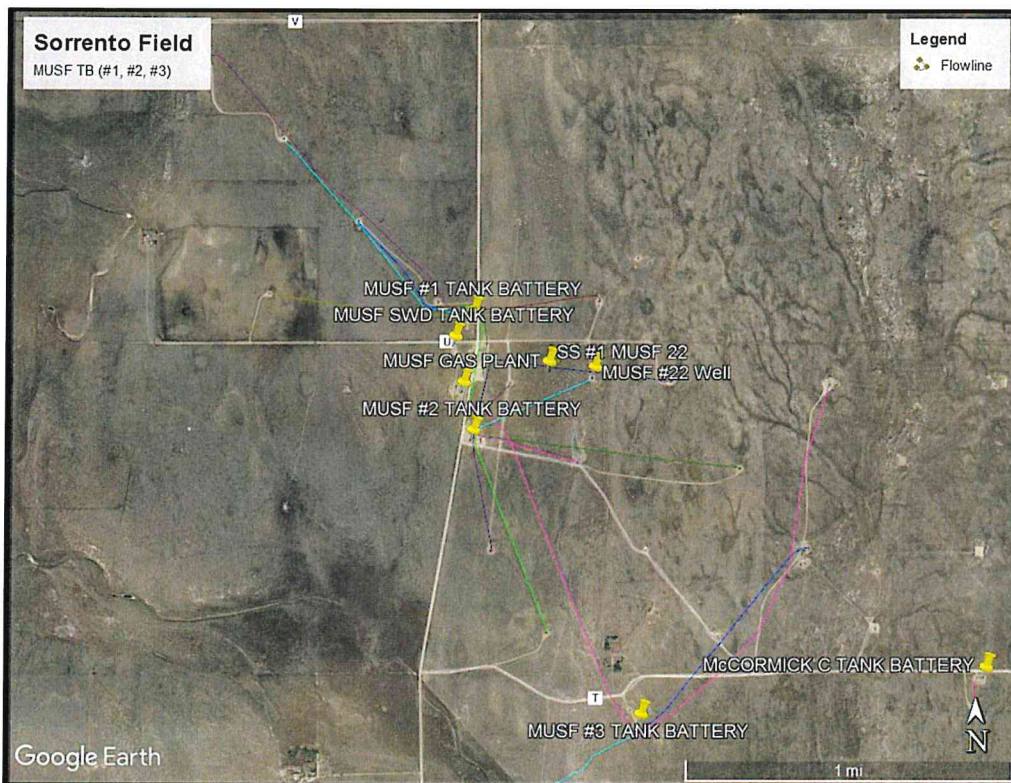 V
Sorrento Field
MUSF TB (#1, #2, #3)
Legend
Flowline
MUSF #1 TANK BATTERY
MUSF SWD TANK BATTERY
U
SS #1 MUSF 22
MUSF GAS PLANT
MUSF #22 Well
MUSF #2 TANK BATTERY
McCORMICK C TANK BATTERY
T
MUSF #3 TANK BATTERY
N
Google Earth
1 mi